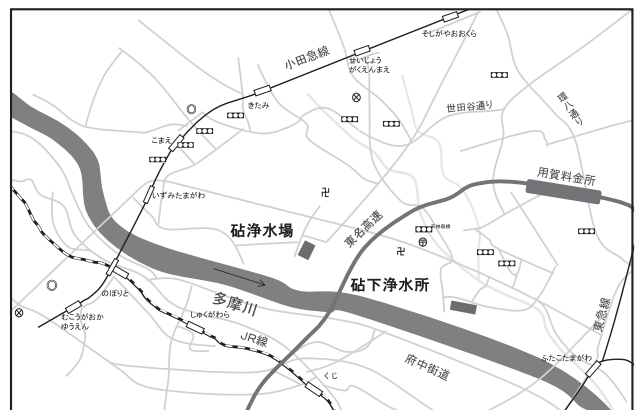 そしがやおおくら
小田急線
せいじょう
がくえんまえ
きたみ
世田谷通り
環八通り
こまえ
用賀料金所
いずみたまがわ
東名高速
砧浄水場
砧下浄水所
のぼりと
多摩川
むこうがおか
ゆうえん
しゅくがわら
JR線
東急線
府中街道
ふたこたまがわ
くじ